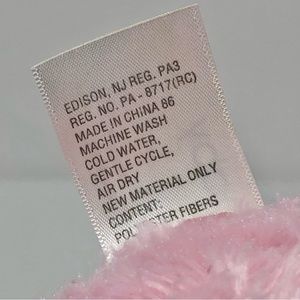 EDISON, NJ REG. PA3
REG. NO. PA - 8717(RC)
MADE IN CHINA 86
MACHINE WASH
COLD WATER,
GENTLE CYCLE,
AIR DRY
NEW MATERIAL ONLY
CONTENT:
FIBERS